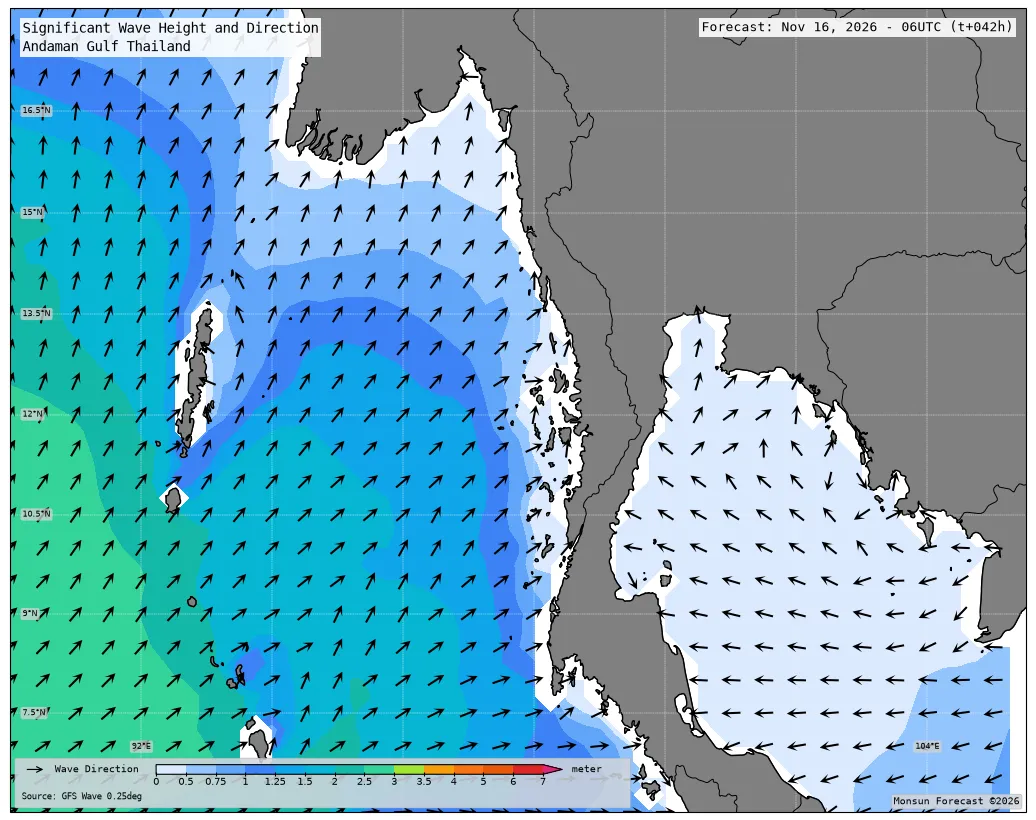 Significant Wave Height and Direction
Andaman Gulf Thailand
Forecast: Nov 16, 2026 - 06UTC (t+042h)
16.5°N
15°N
13.5°N
12°N
10.5°N
9°N
7.5°N
92°E
104°E
Wave Direction
0 0.5 0.75 1 1.25 1.5 2 2.5 3 3.5 4 5 6 7 meter
Source: GFS Wave 0.25deg
Monsun Forecast ©2026